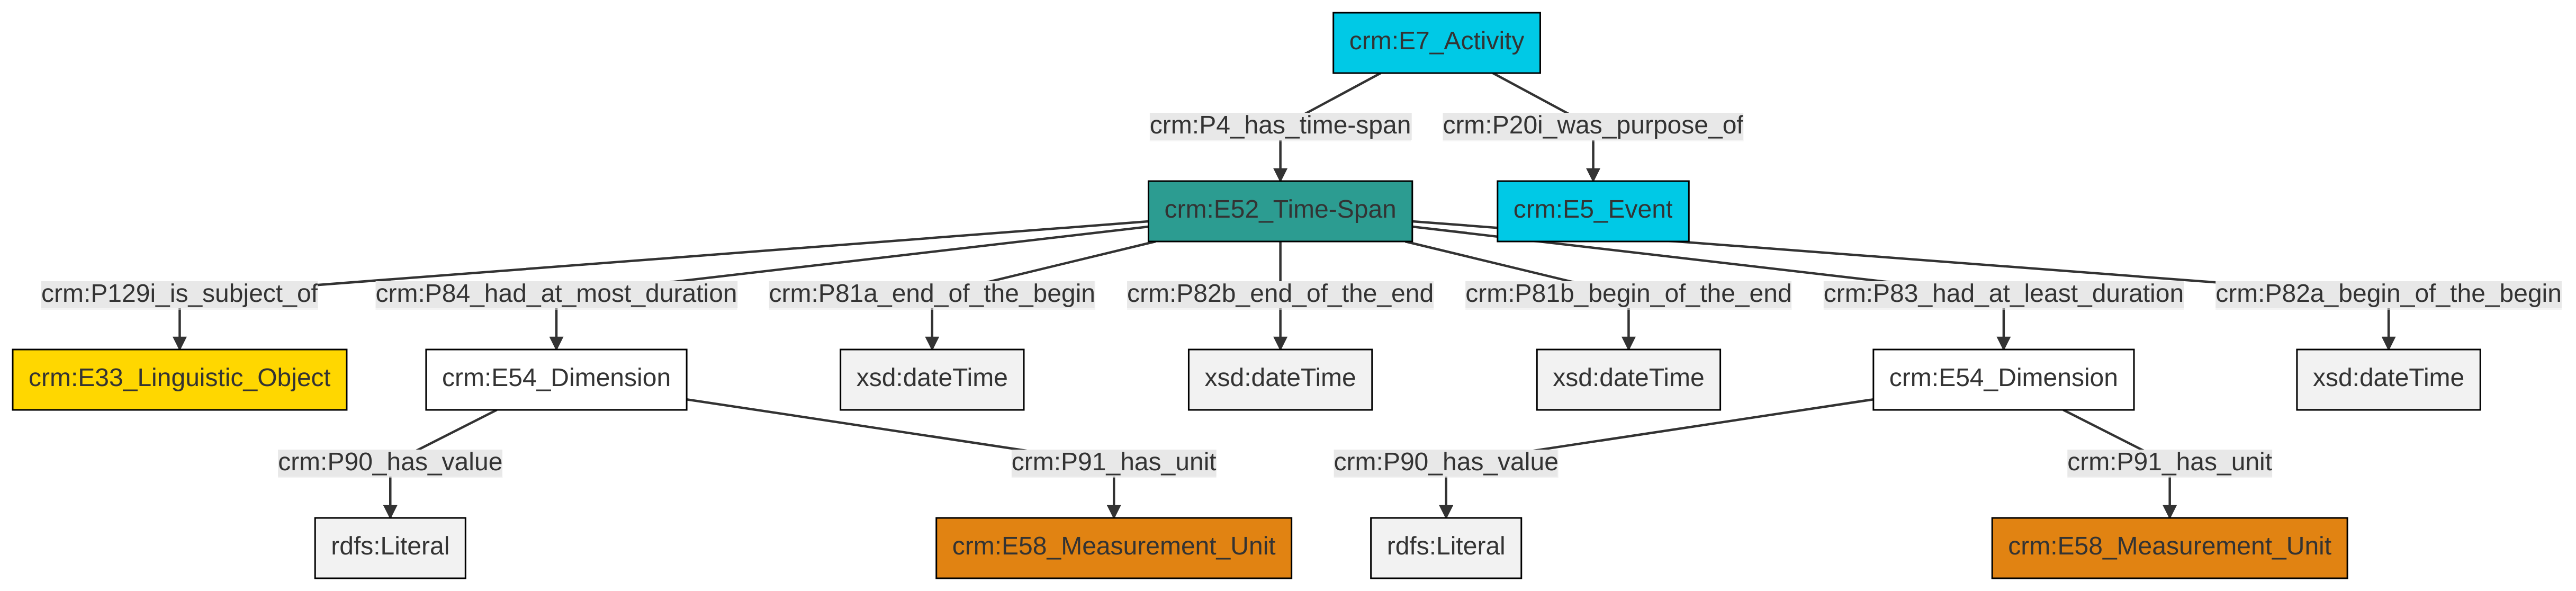 crm:E7_Activity
crm:P4_has_time-span
crm:P20i_was_purpose_of
crm:E52_Time-Span
crm:E5_Event
crm:P129i_is_subject_of
crm:P84_had_at_most_duration
crm:P81a_end_of_the_begin
crm:P82b_end_of_the_end
crm:P81b_begin_of_the_end
crm:P83_had_at_least_duration
crm:P82a_begin_of_the_begin
crm:E33_Linguistic_Object
crm:E54_Dimension
xsd:dateTime
xsd:dateTime
xsd:dateTime
crm:E54_Dimension
xsd:dateTime
crm:P90_has_value
crm:P91_has_unit
crm:P90_has_value
crm:P91_has_unit
rdfs:Literal
crm:E58_Measurement_Unit
rdfs:Literal
crm:E58_Measurement_Unit